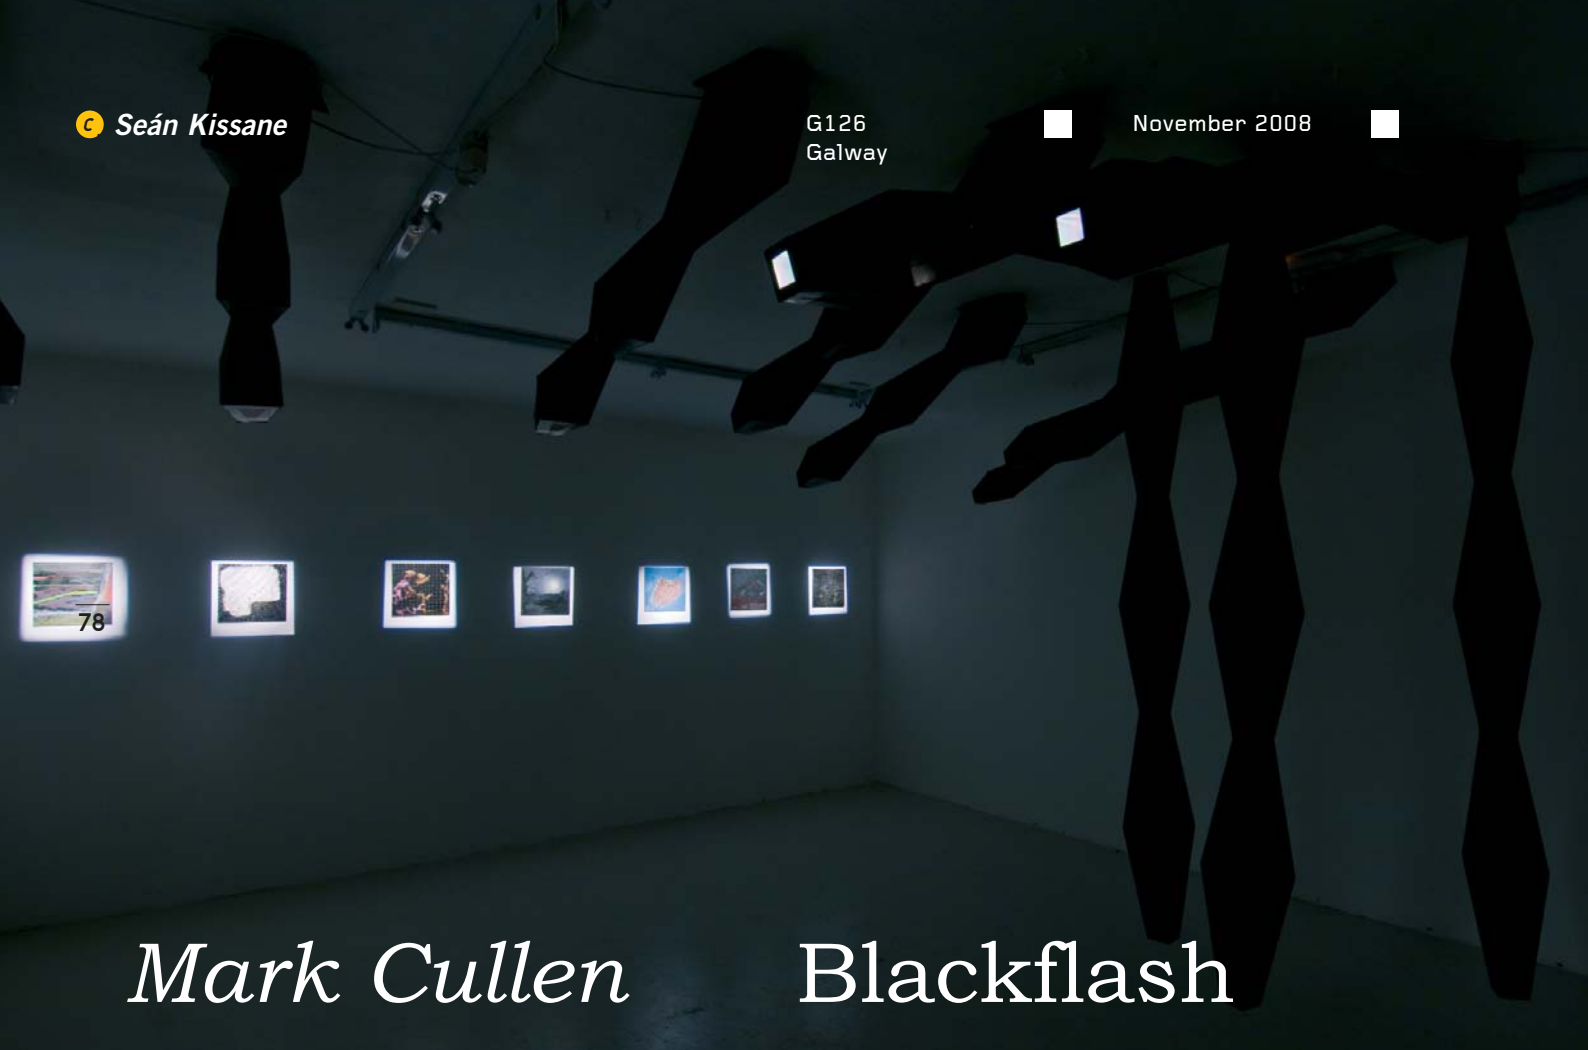 C Seán Kissane
G126
Galway
November 2008
78
Mark Cullen
Blackflash